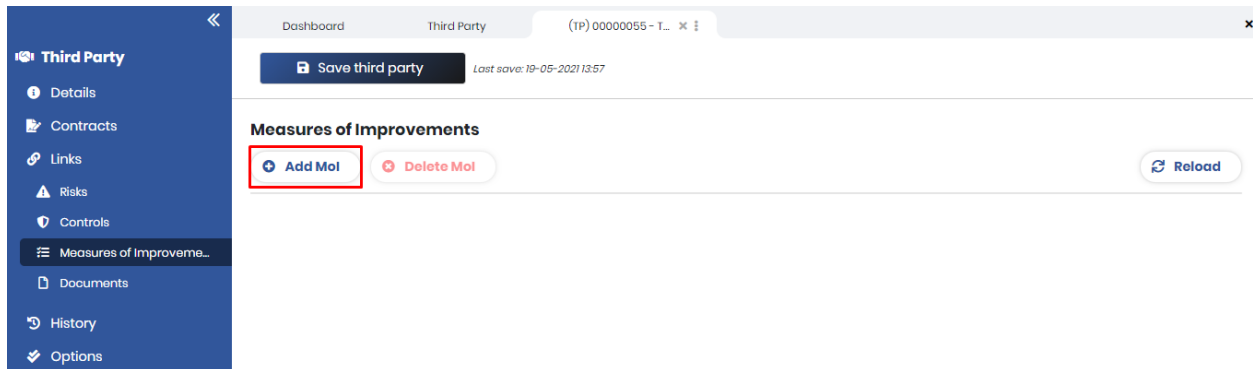 Dashboard
Third Party
(TP) 00000055 - T...
Third Party
Details
Contracts
Links
Risks
Controls
Measures of Improveme...
Documents
History
Options
Save third party
Last save: 19-05-2021 13:57
Measures of Improvements
Add MoI
Delete MoI
Reload